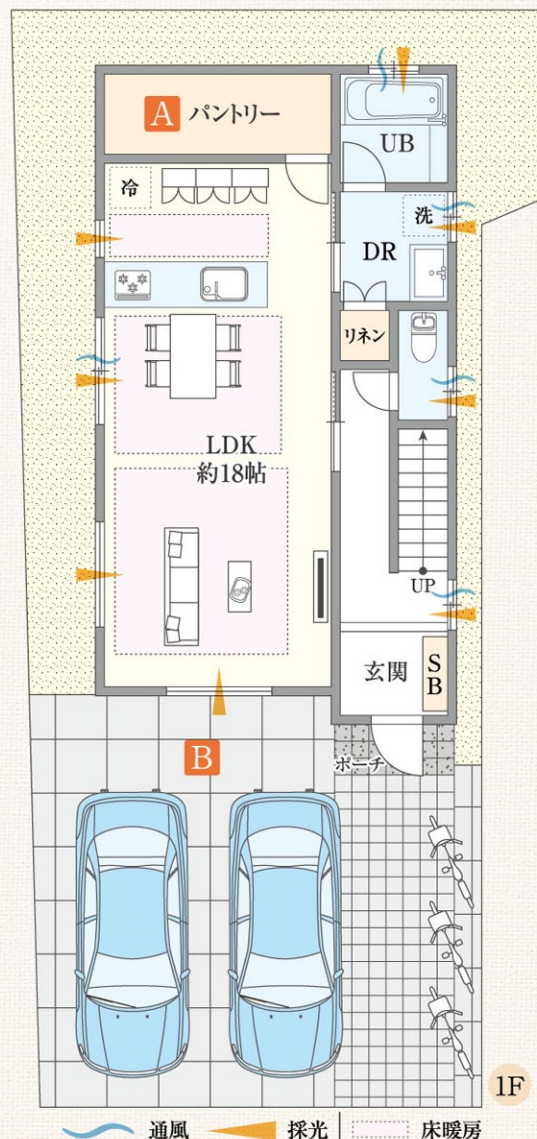 A パントリー
UB
冷
洗
DR
リネン
LDK
約18帖
UP
玄関
SB
B
ポーチ
1F
通風 採光 床暖房